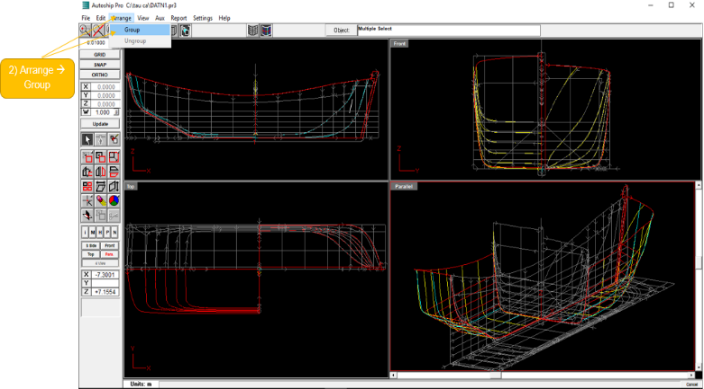 Autoship Pro C:\tau ca\DATN1.pr3
File Edit Arrange View Aux Report Settings Help
Group
Ungroup
Object
Multiple Select
2) Arrange →
Group
GRID
SNAP
ORTHO
X 0.0000
Y 0.0000
Z 0.0000
W 1.000
Update
I M H P N
Front
Top
X -7.3001
Y
Z +7.1554
Front
Top
Parallel
Units: m
Cancel